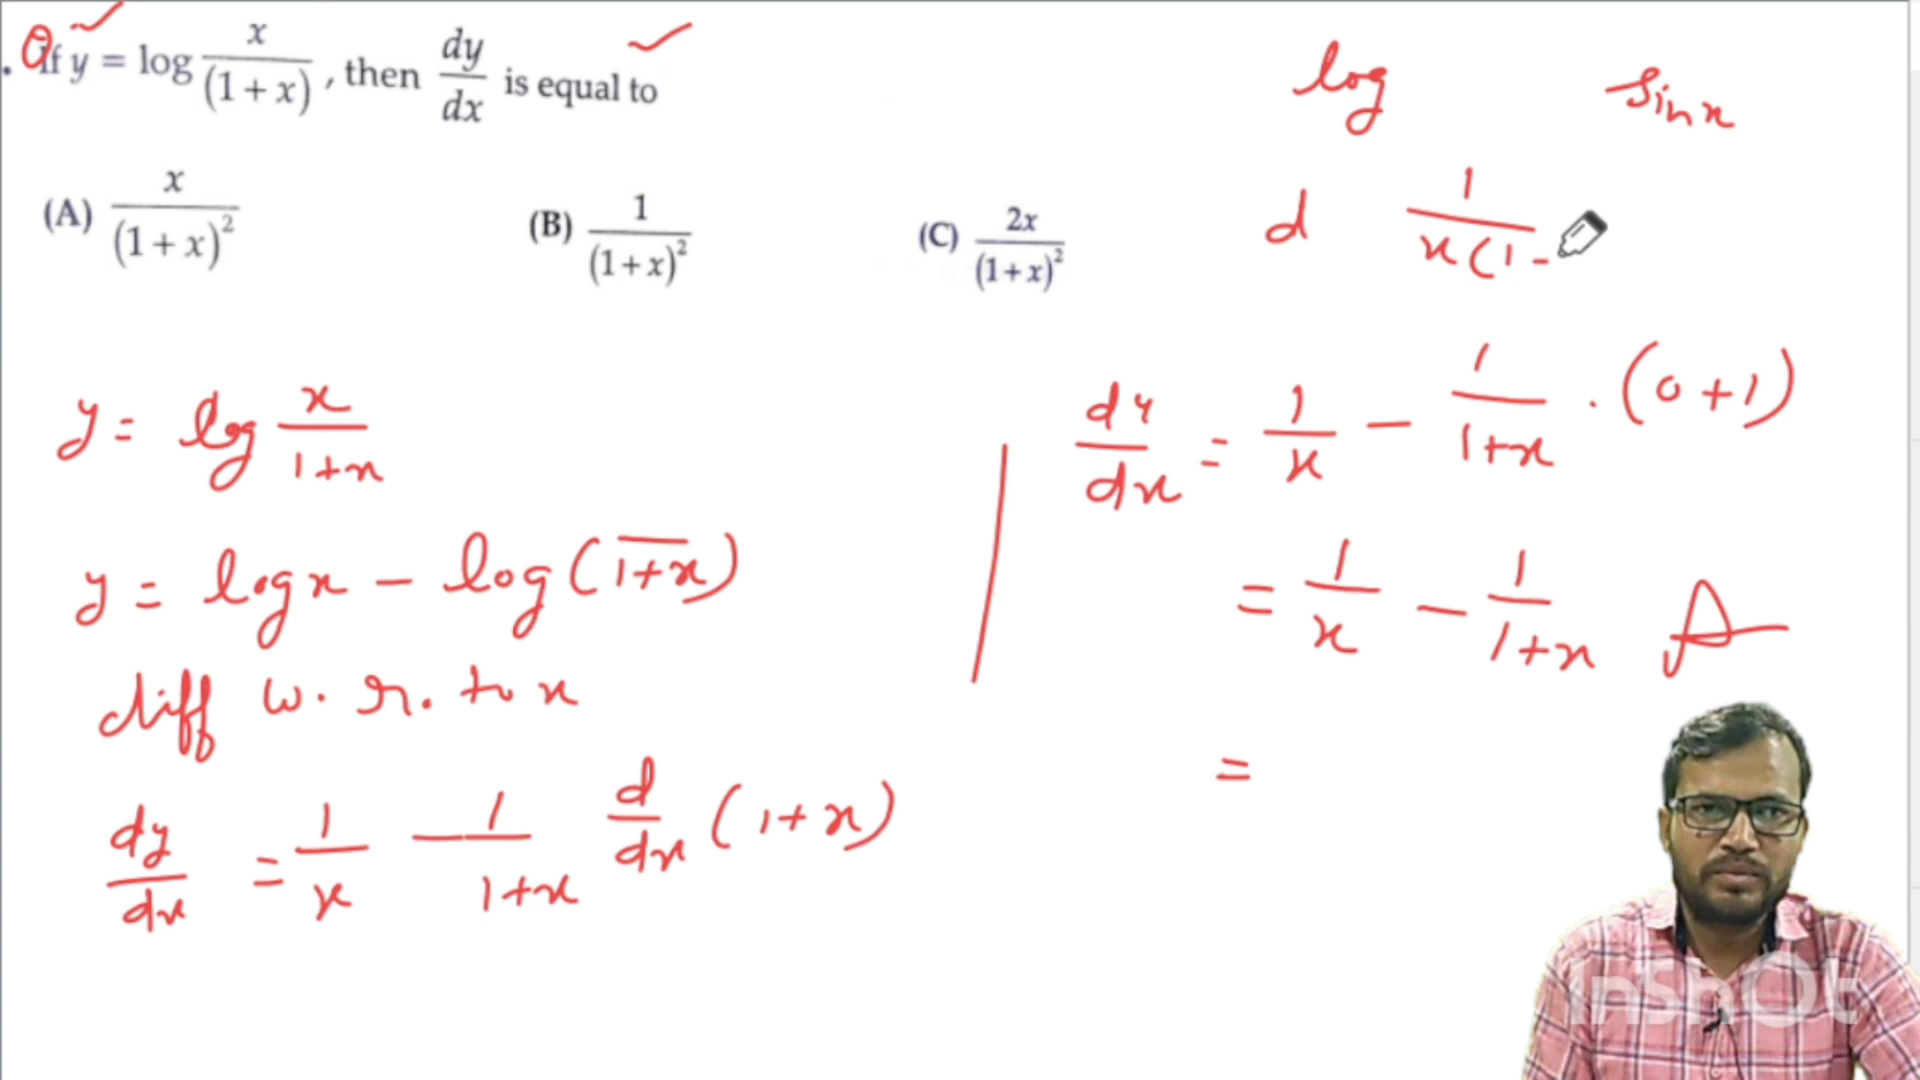 . Q If y = log x/(1+x), then dy/dx is equal to
(A) x/(1+x)²
(B) 1/(1+x)²
(C) 2x/(1+x)²
log sin x
d 1/x(1-
y = log x/1+x
y = log x - log(1+x)
diff w.r.to x
dy/dx = 1/x - 1/1+x d/dx (1+x)
dy/dx = 1/x - 1/1+x . (0+1)
= 1/x - 1/1+x A
=
InShOt